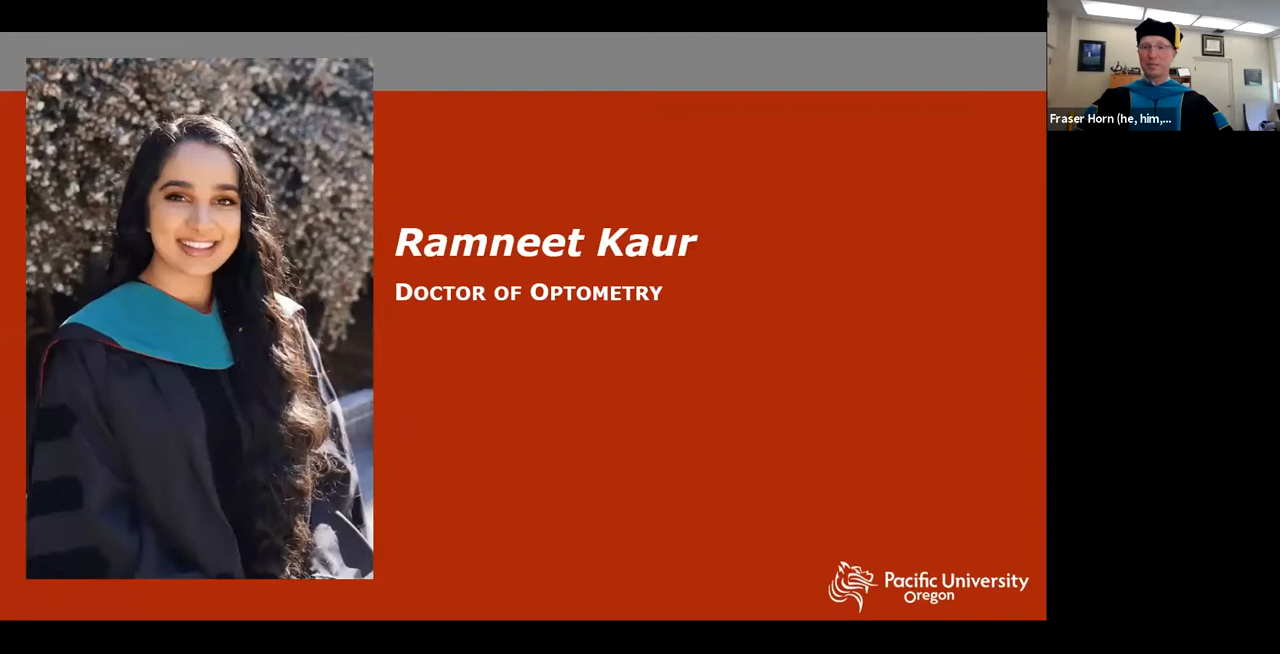 Ramneet Kaur
DOCTOR OF OPTOMETRY
Pacific University
Oregon
Fraser Horn (he, him,...